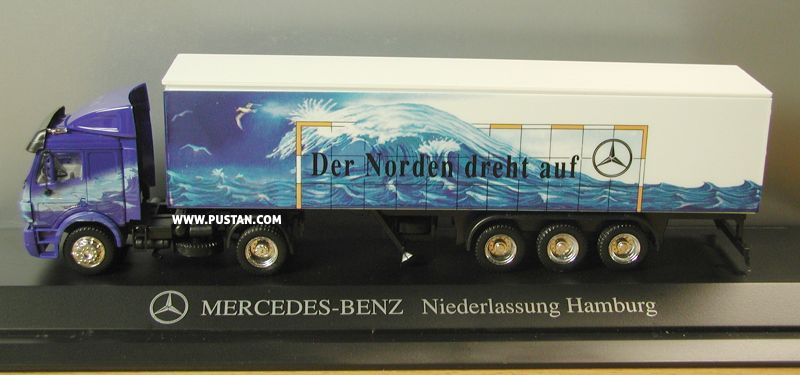 Der Norden dreht auf
WWW.PUSTAN.COM
MERCEDES-BENZ Niederlassung Hamburg